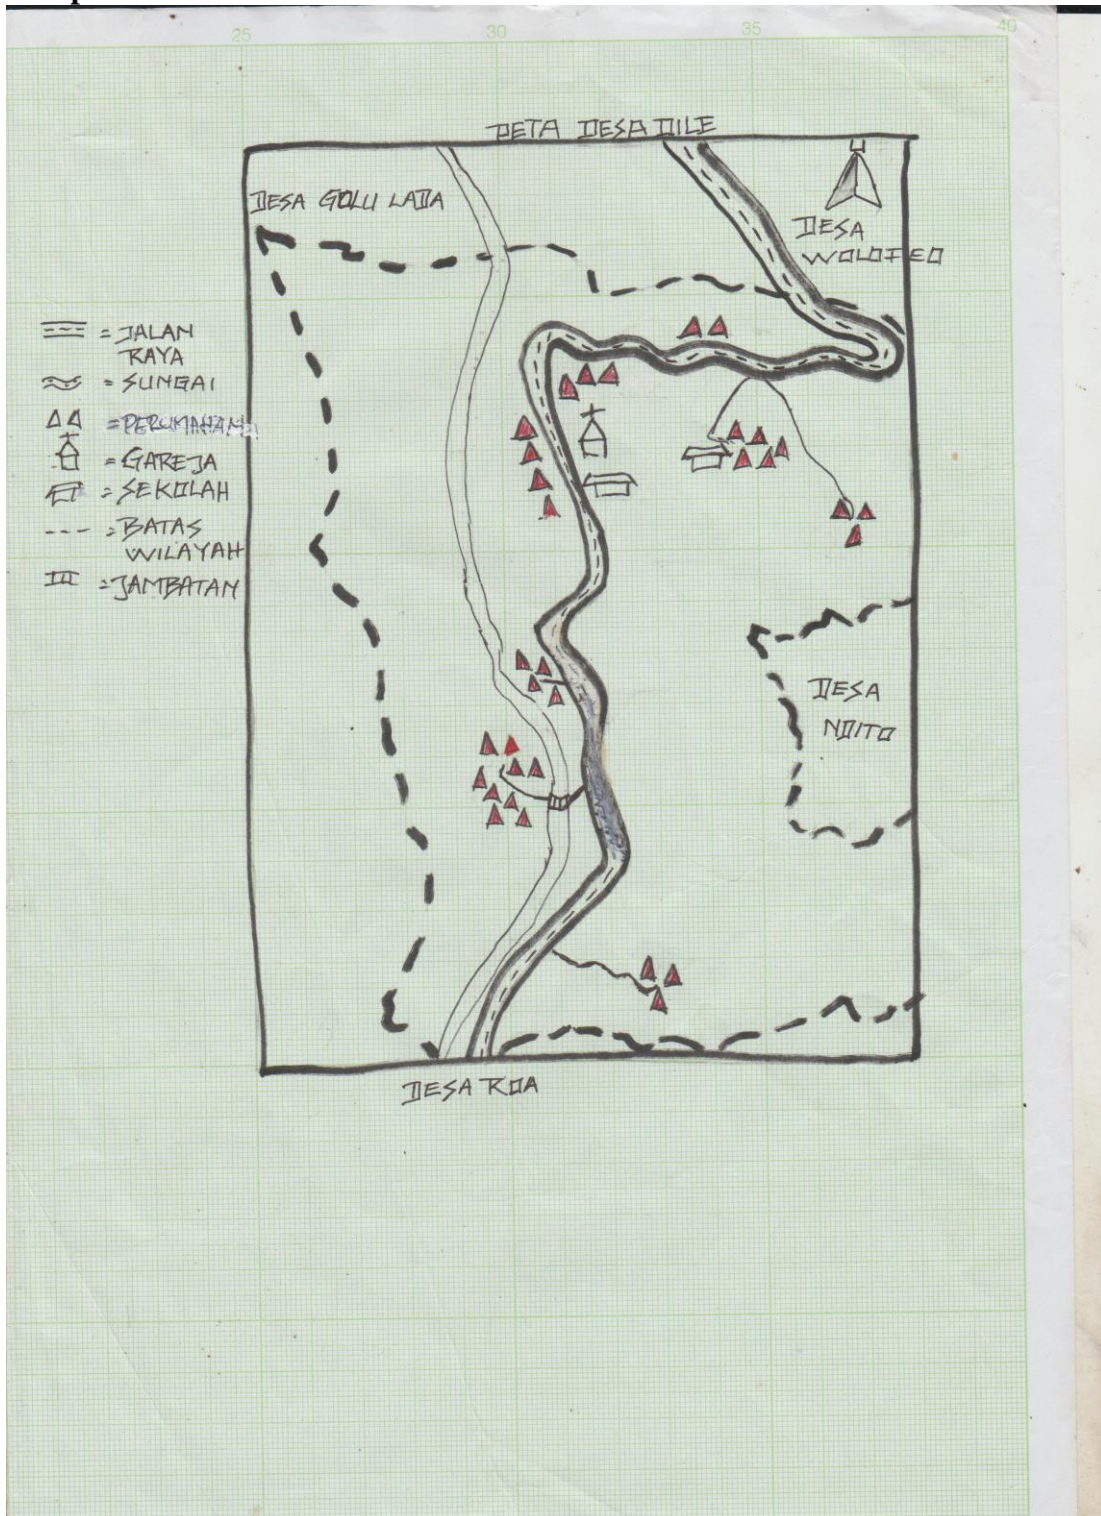 25 30 35 40
PETA DESA DILE
DESA GOLU LADA
DESA
WOLOFEO
= JALAN
RAYA
= SUNGAI
= PERUMAHAN
= GAREJA
= SEKOLAH
= BATAS
WILAYAH
= JAMBATAN
DESA
NDITO
DESA ROA